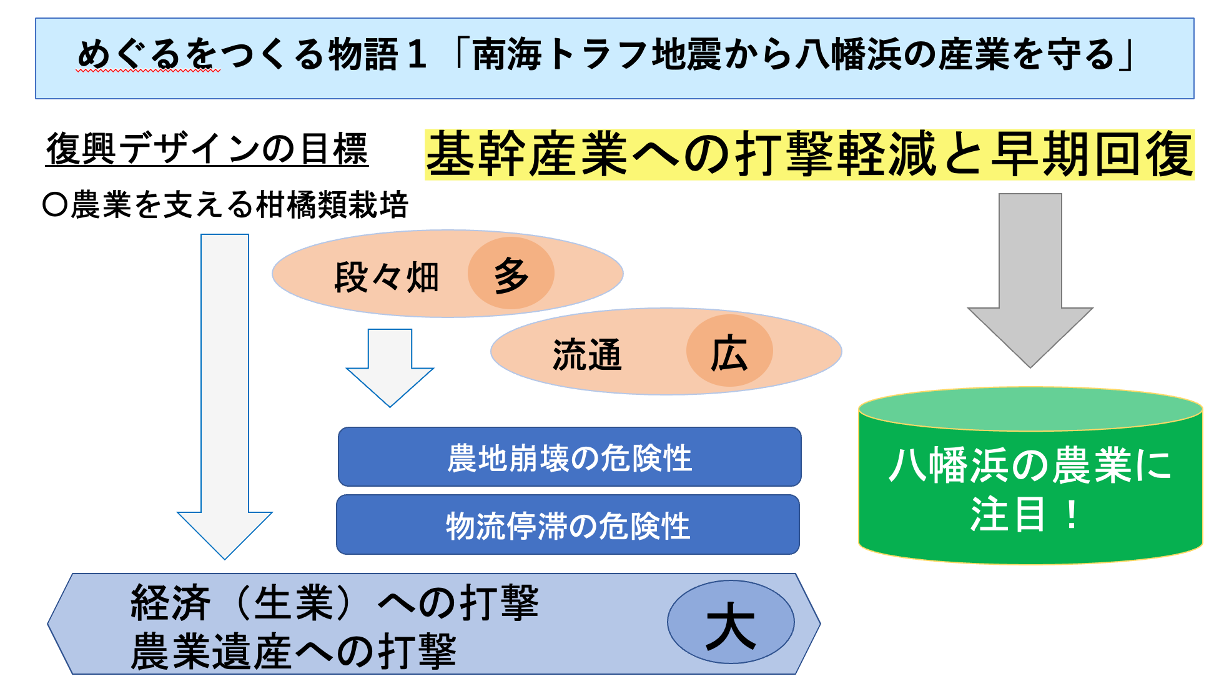 めぐるをつくる物語１「南海トラフ地震から八幡浜の産業を守る」
復興デザインの目標
基幹産業への打撃軽減と早期回復
〇農業を支える柑橘類栽培
段々畑 多
流通 広
農地崩壊の危険性
物流停滞の危険性
八幡浜の農業に
注目！
経済（生業）への打撃
農業遺産への打撃
大